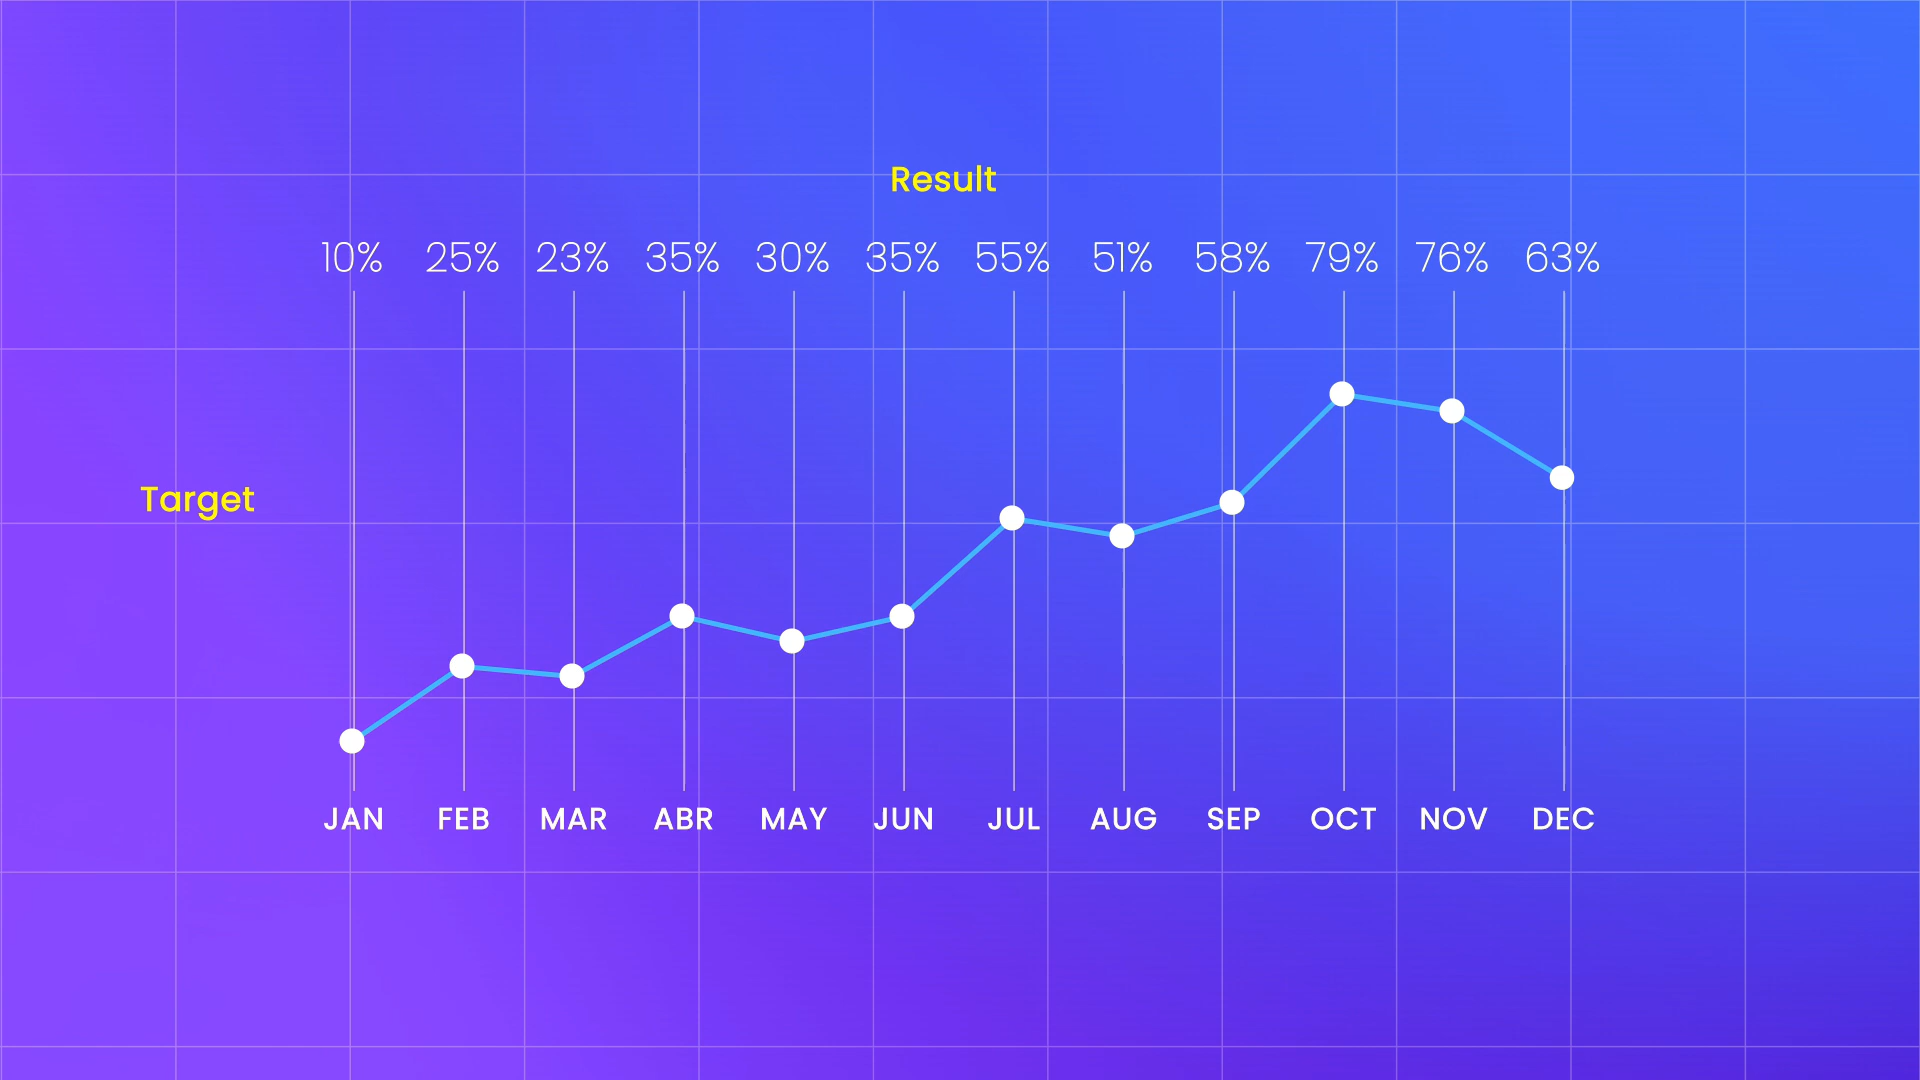 Result
10% 25% 23% 35% 30% 35% 55% 51% 58% 79% 76% 63%
Target
JAN FEB MAR ABR MAY JUN JUL AUG SEP OCT NOV DEC